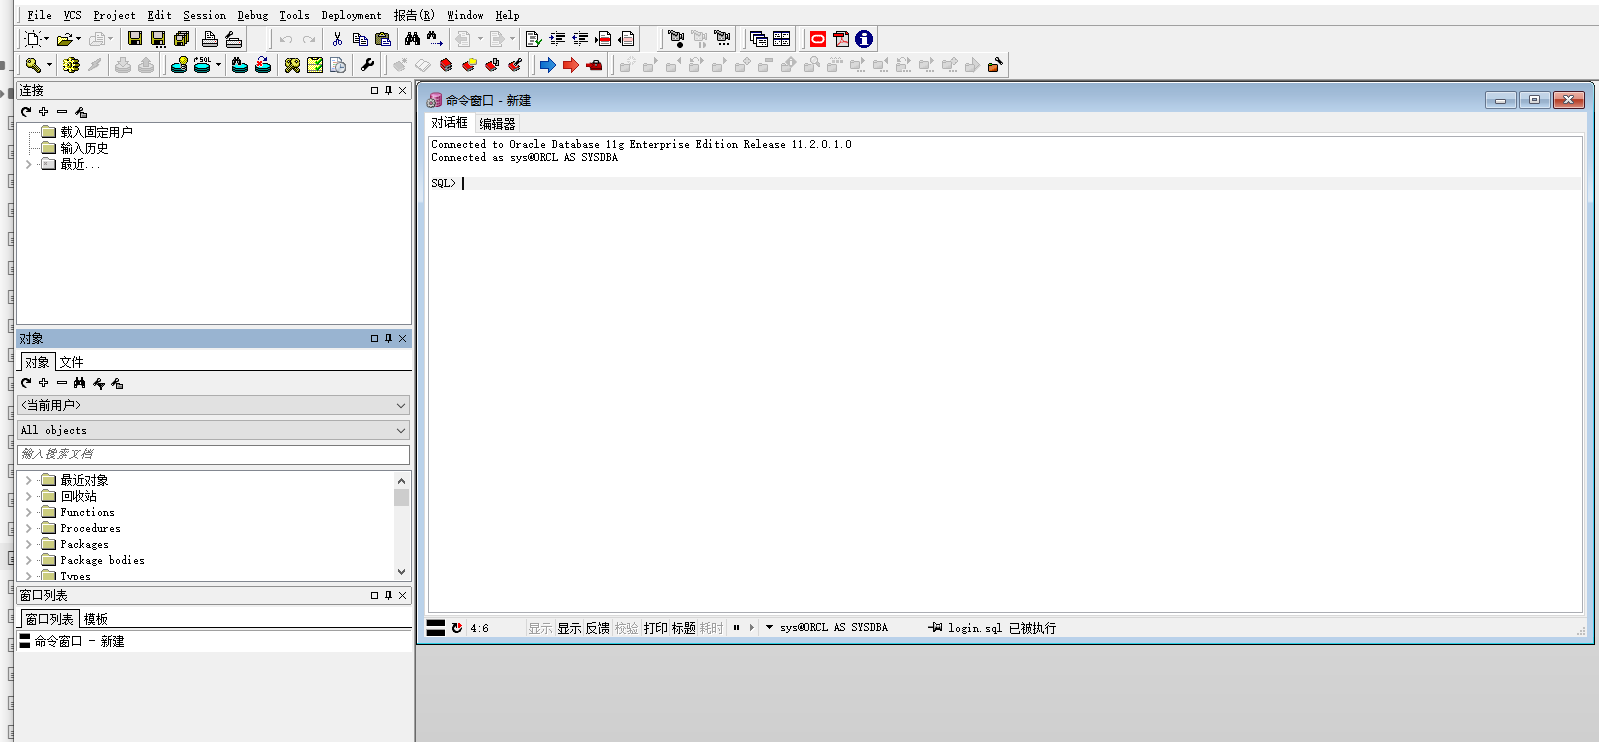 File VCS Project Edit Session Debug Tools Deployment 报告(R) Window Help
SQL
连接
载入固定用户
输入历史
最近...
对象
对象 文件
<当前用户>
All objects
输入搜索文档
最近对象
回收站
Functions
Procedures
Packages
Package bodies
Types
窗口列表
窗口列表 模板
命令窗口 - 新建
命令窗口 - 新建
对话框 编辑器
Connected to Oracle Database 11g Enterprise Edition Release 11.2.0.1.0
Connected as sys@ORCL AS SYSDBA
SQL>
4:6 显示 显示 反馈 校验 打印 标题 耗时 sys@ORCL AS SYSDBA login.sql 已被执行